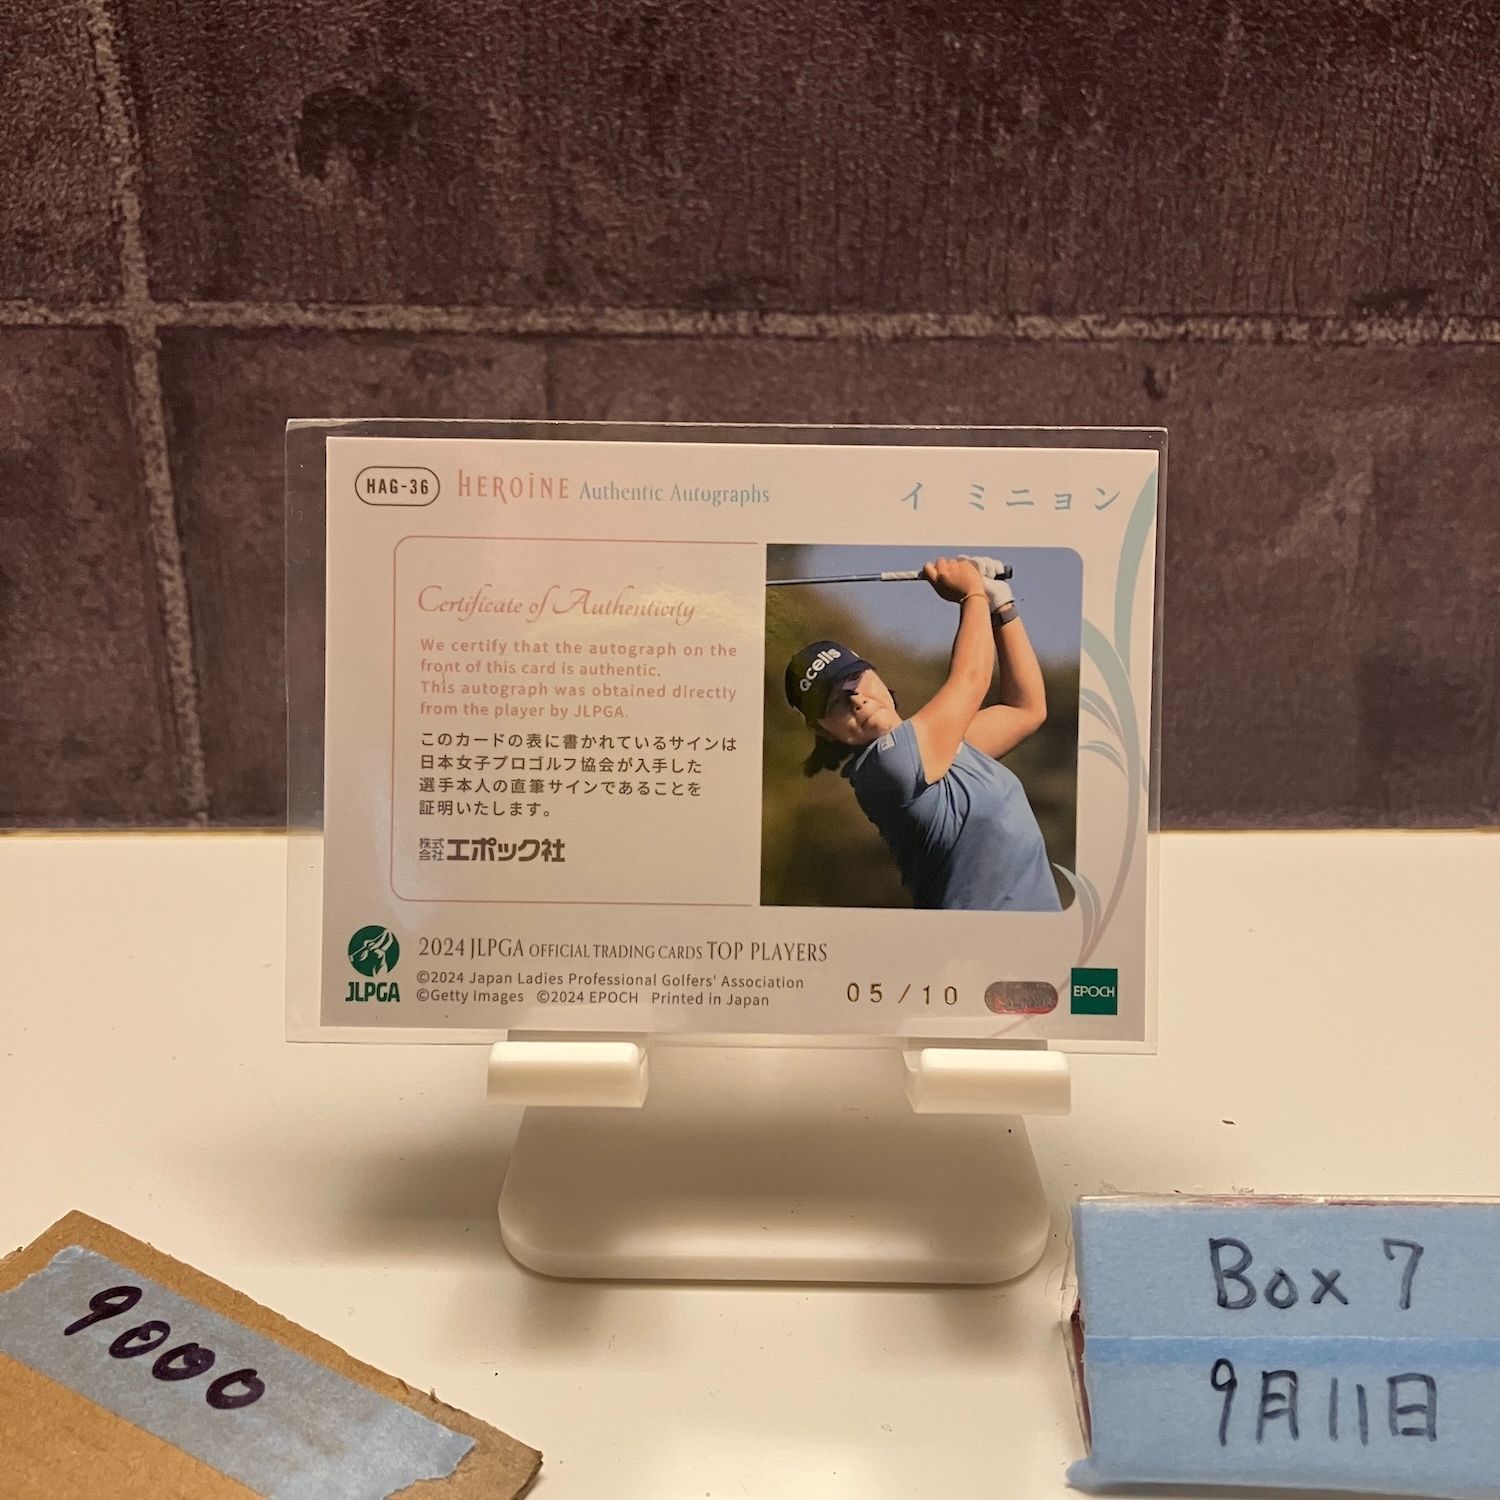 HAG-36 HEROINE Authentic Autographs イ ミニョン
Certificate of Authenticity
We certify that the autograph on the
front of this card is authentic.
This autograph was obtained directly
from the player by JLPGA.
このカードの表に書かれているサインは
日本女子プロゴルフ協会が入手した
選手本人の直筆サインであることを
証明いたします。
株式会社エポック社
Qcells
JLPGA
2024 JLPGA OFFICIAL TRADING CARDS TOP PLAYERS
©2024 Japan Ladies Professional Golfers' Association
©Getty Images ©2024 EPOCH Printed in Japan
05/10
EPOCH
9000
Box 7
9月11日